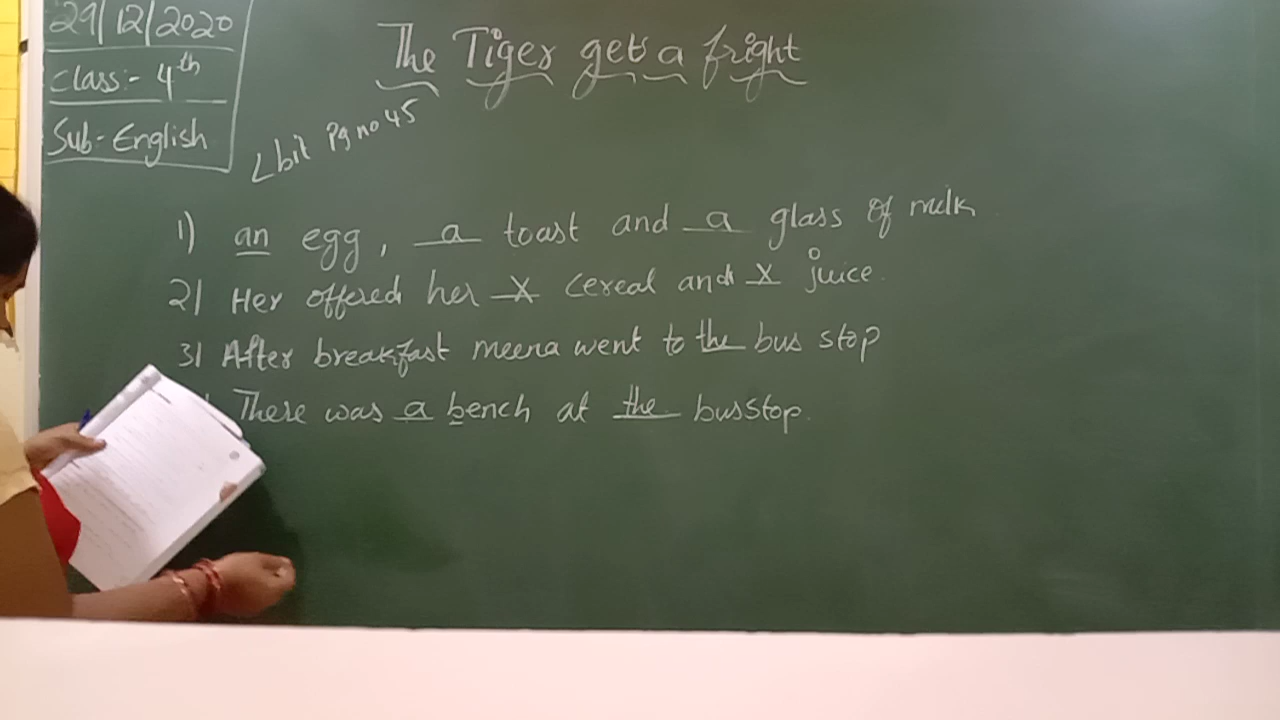 29/12/2020
Class:- 4th
Sub- English
The Tiger gets a fright
L bit Pg no 45
1) an egg, a toast and a glass of milk
2) Her offered her X cereal and X juice.
3) After breakfast meera went to the bus stop
There was a bench at the busstop.